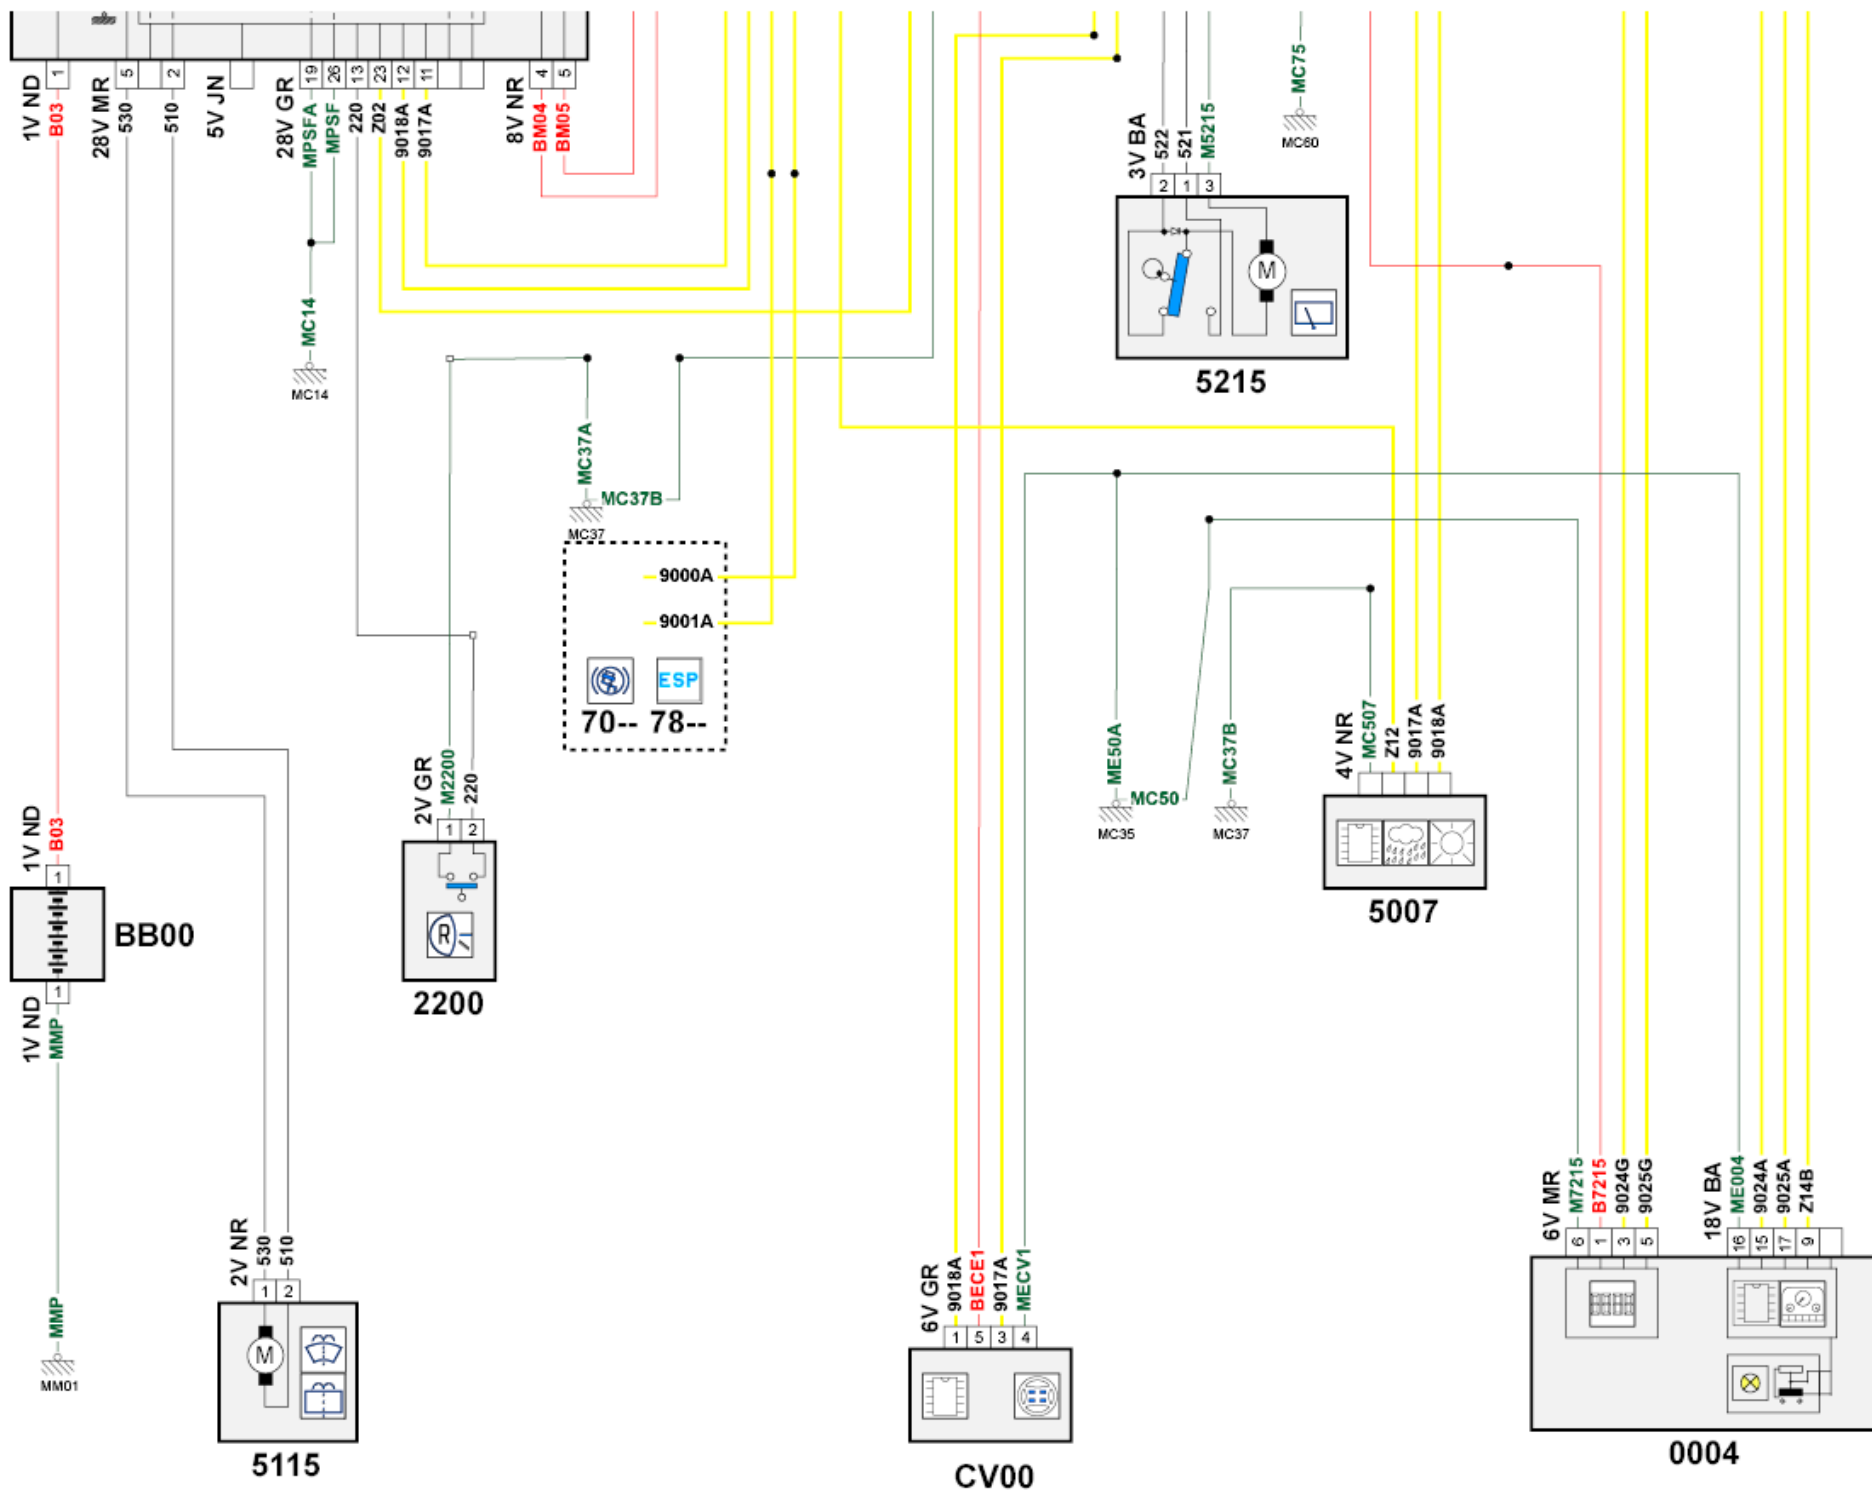 1 5 2 19 26 13 23 12 11 4 5
1V ND B03 28V MR 530 510 5V JN 28V GR MPSFA MPSF 220 Z02 9018A 9017A 8V NR BM04 BM05
3V BA 522 521 M5215
2 1 3
M
5215
MC75
MC60
MC14
MC14
MC37A
MC37B
MC37
9000A
9001A
ESP
70-- 78--
2V GR M2200 220
1 2
R
2200
1V ND B03
1
BB00
1
1V ND MMP
MMP
MM01
2V NR 530 510
1 2
M
5115
ME50A
MC50
MC35
MC37B
MC37
4V NR MC507 Z12 9017A 9018A
5007
6V GR 9018A BECE1 9017A MECV1
1 5 3 4
CV00
6V MR M7215 B7215 9024G 9025G
6 1 3 5
18V BA ME004 9024A 9025A Z14B
16 15 17 9
0004